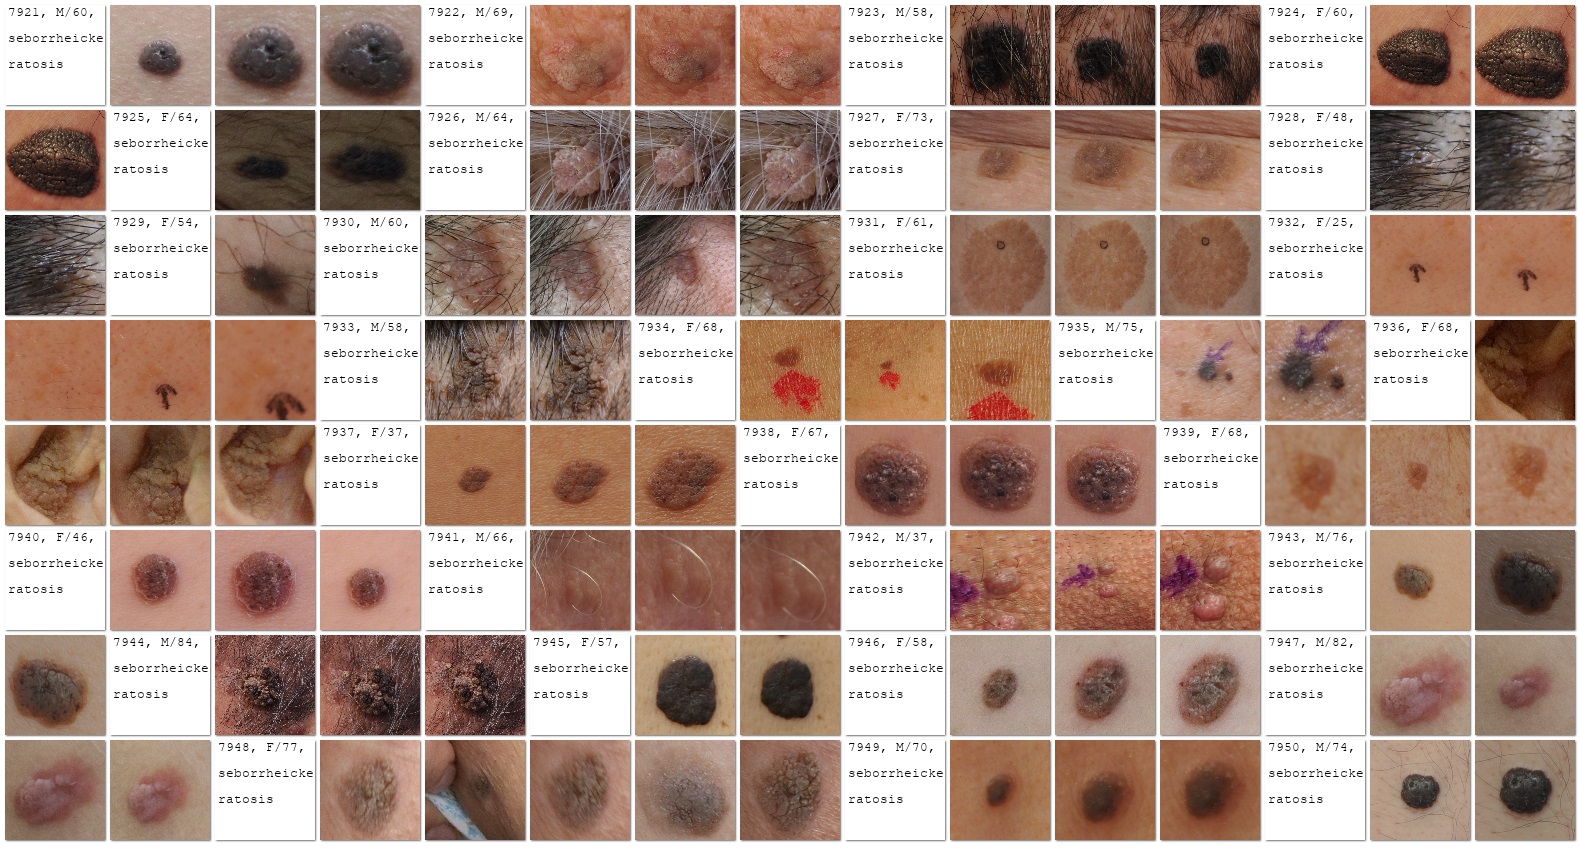 7921, M/60,
seborrheicke
ratosis
7922, M/69,
seborrheicke
ratosis
7923, M/58,
seborrheicke
ratosis
7924, F/60,
seborrheicke
ratosis
7925, F/64,
seborrheicke
ratosis
7926, M/64,
seborrheicke
ratosis
7927, F/73,
seborrheicke
ratosis
7928, F/48,
seborrheicke
ratosis
7929, F/54,
seborrheicke
ratosis
7930, M/60,
seborrheicke
ratosis
7931, F/61,
seborrheicke
ratosis
7932, F/25,
seborrheicke
ratosis
7933, M/58,
seborrheicke
ratosis
7934, F/68,
seborrheicke
ratosis
7935, M/75,
seborrheicke
ratosis
7936, F/68,
seborrheicke
ratosis
7937, F/37,
seborrheicke
ratosis
7938, F/67,
seborrheicke
ratosis
7939, F/68,
seborrheicke
ratosis
7940, F/46,
seborrheicke
ratosis
7941, M/66,
seborrheicke
ratosis
7942, M/37,
seborrheicke
ratosis
7943, M/76,
seborrheicke
ratosis
7944, M/84,
seborrheicke
ratosis
7945, F/57,
seborrheicke
ratosis
7946, F/58,
seborrheicke
ratosis
7947, M/82,
seborrheicke
ratosis
7948, F/77,
seborrheicke
ratosis
7949, M/70,
seborrheicke
ratosis
7950, M/74,
seborrheicke
ratosis